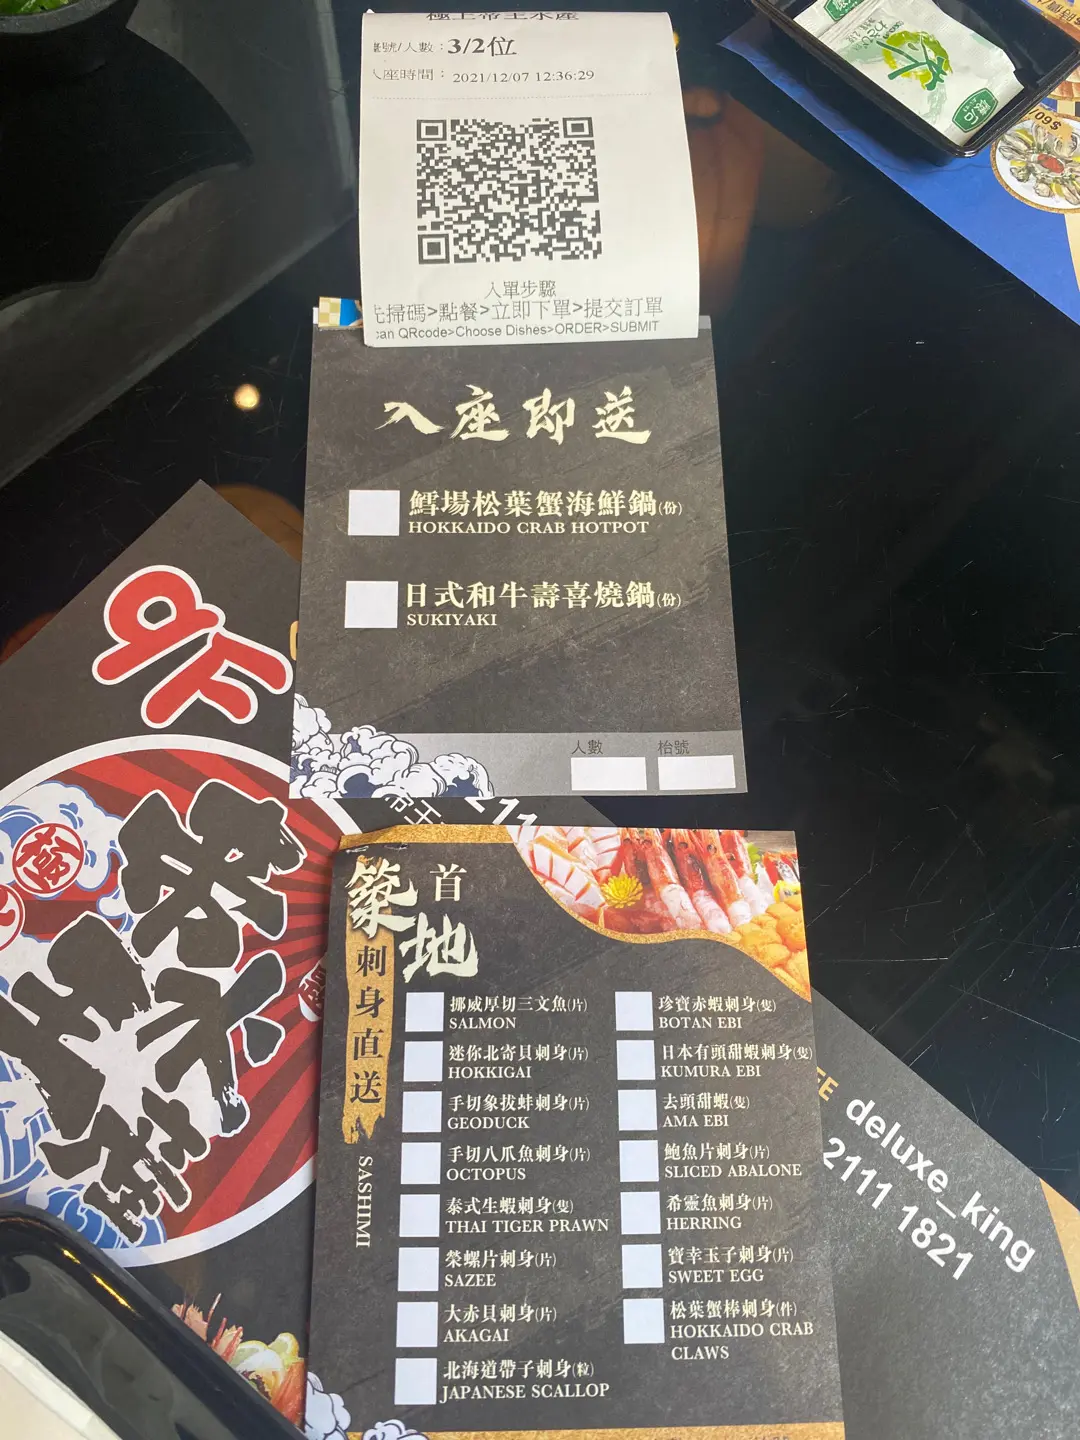 極上帝王水產
號/人數：3/2位
入座時間：2021/12/07 12:36:29
入單步驟
掃碼>點餐>立即下單>提交訂單
can QRcode>Choose Dishes>ORDER>SUBMIT
入座即送
鱈場松葉蟹海鮮鍋(份)
HOKKAIDO CRAB HOTPOT
日式和牛壽喜燒鍋(份)
SUKIYAKI
人數 枱號
帝王
211
首
築地
刺身直送
SASHIMI
挪威厚切三文魚(片)
SALMON
迷你北寄貝刺身(片)
HOKKIGAI
手切象拔蚌刺身(片)
GEODUCK
手切八爪魚刺身(片)
OCTOPUS
泰式生蝦刺身(隻)
THAI TIGER PRAWN
榮螺片刺身(片)
SAZEE
大赤貝刺身(片)
AKAGAI
北海道帶子刺身(粒)
JAPANESE SCALLOP
珍寶赤蝦刺身(隻)
BOTAN EBI
日本有頭甜蝦刺身(隻)
KUMURA EBI
去頭甜蝦(隻)
AMA EBI
鮑魚片刺身(片)
SLICED ABALONE
希靈魚刺身(片)
HERRING
寶幸玉子刺身(片)
SWEET EGG
松葉蟹棒刺身(件)
HOKKAIDO CRAB
CLAWS
deluxe_king
2111 1821